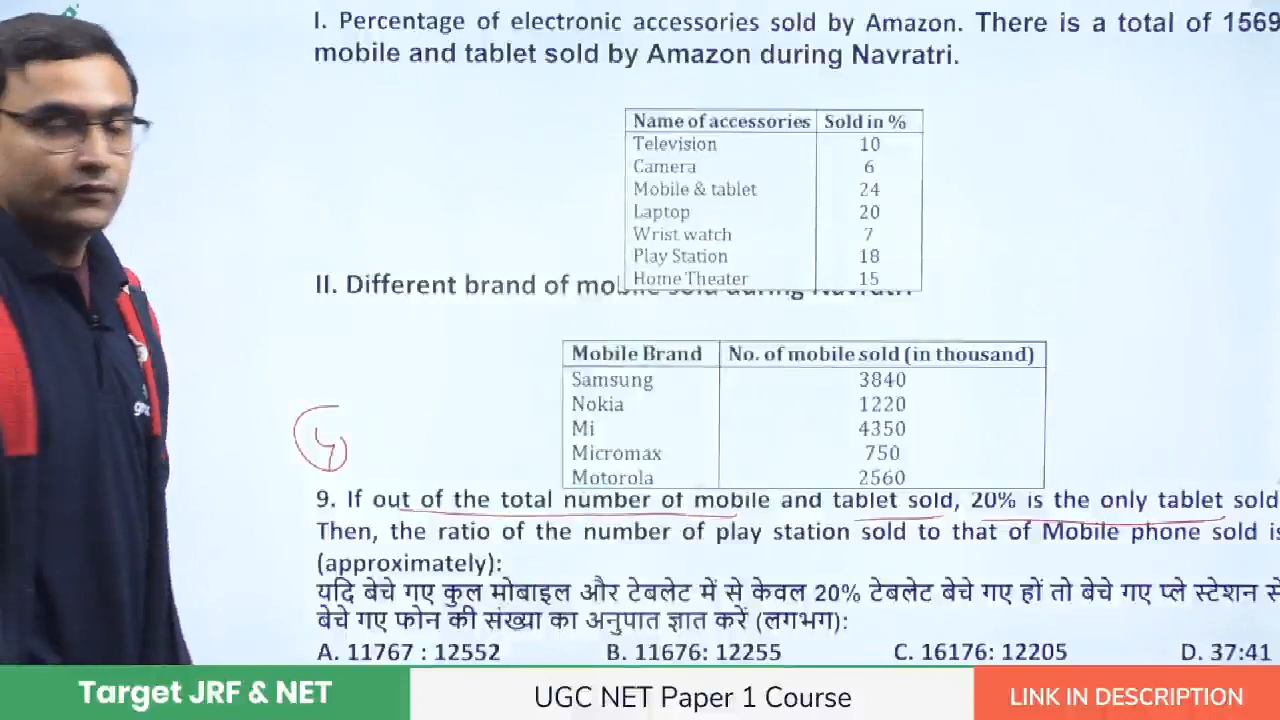 I. Percentage of electronic accessories sold by Amazon. There is a total of 1569
mobile and tablet sold by Amazon during Navratri.
Name of accessories Sold in %
Television 10
Camera 6
Mobile & tablet 24
Laptop 20
Wrist watch 7
Play Station 18
Home Theater 15
II. Different brand of mobile sold during Navratri
Mobile Brand No. of mobile sold (in thousand)
Samsung 3840
Nokia 1220
Mi 4350
Micromax 750
Motorola 2560
9. If out of the total number of mobile and tablet sold, 20% is the only tablet sold
Then, the ratio of the number of play station sold to that of Mobile phone sold is
(approximately):
यदि बेचे गए कुल मोबाइल और टेबलेट में से केवल 20% टेबलेट बेचे गए हों तो बेचे गए प्ले स्टेशन से
बेचे गए फोन की संख्या का अनुपात ज्ञात करें (लगभग):
A. 11767 : 12552 B. 11676: 12255 C. 16176: 12205 D. 37:41
Target JRF & NET UGC NET Paper 1 Course LINK IN DESCRIPTION